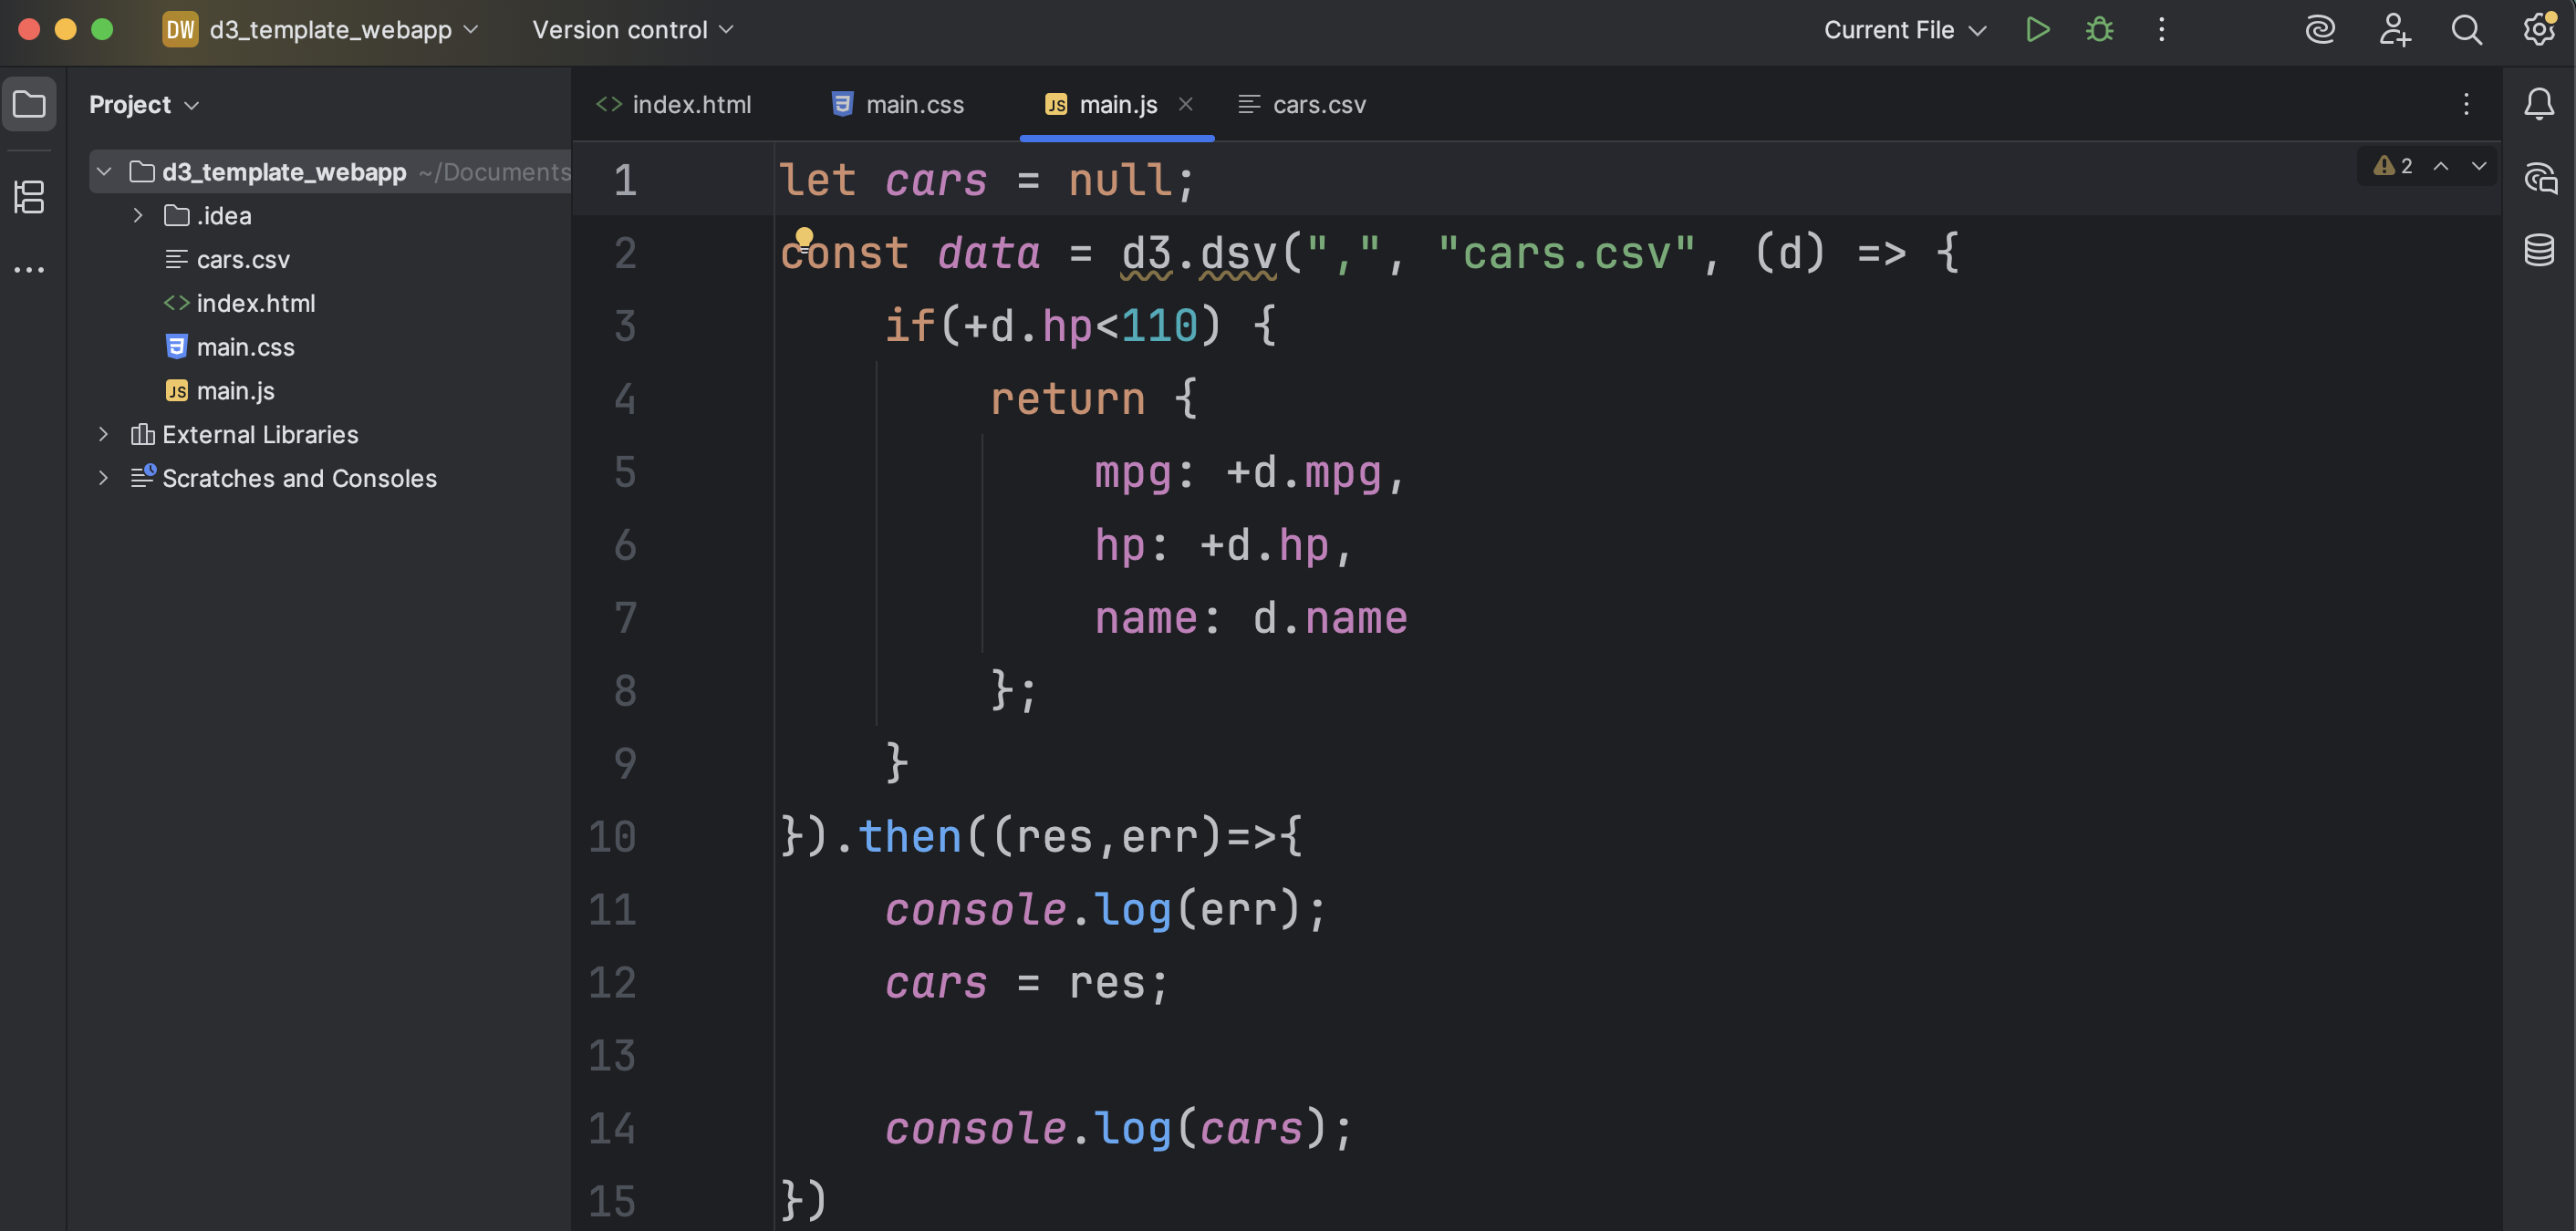 DW d3_template_webapp Version control Current File
Project
index.html main.css JS main.js cars.csv
d3_template_webapp ~/Documents
.idea
cars.csv
index.html
main.css
JS main.js
External Libraries
Scratches and Consoles
2
1 let cars = null;
2 const data = d3.dsv(",", "cars.csv", (d) => {
3 if(+d.hp<110) {
4 return {
5 mpg: +d.mpg,
6 hp: +d.hp,
7 name: d.name
8 };
9 }
10 }).then((res,err)=>{
11 console.log(err);
12 cars = res;
13
14 console.log(cars);
15 })